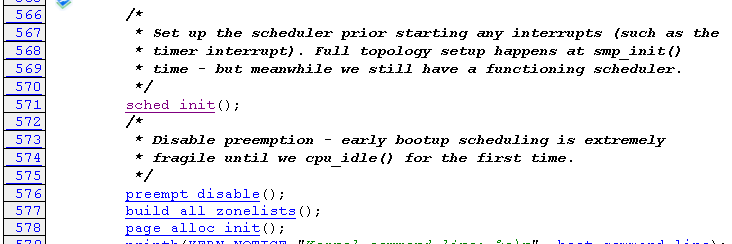 566 /*
567 * Set up the scheduler prior starting any interrupts (such as the
568 * timer interrupt). Full topology setup happens at smp_init()
569 * time - but meanwhile we still have a functioning scheduler.
570 */
571 sched_init();
572 /*
573 * Disable preemption - early bootup scheduling is extremely
574 * fragile until we cpu_idle() for the first time.
575 */
576 preempt_disable();
577 build_all_zonelists();
578 page_alloc_init();